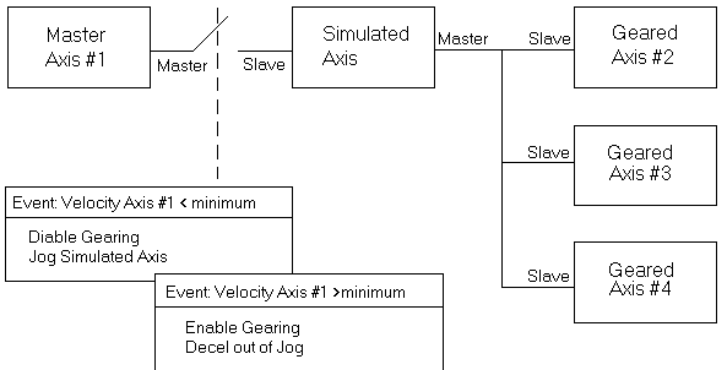 Master
Axis #1
Master
Slave
Simulated
Axis
Master
Slave
Geared
Axis #2
Slave
Geared
Axis #3
Slave
Geared
Axis #4
Event: Velocity Axis #1 < minimum
Diable Gearing
Jog Simulated Axis
Event: Velocity Axis #1 >minimum
Enable Gearing
Decel out of Jog